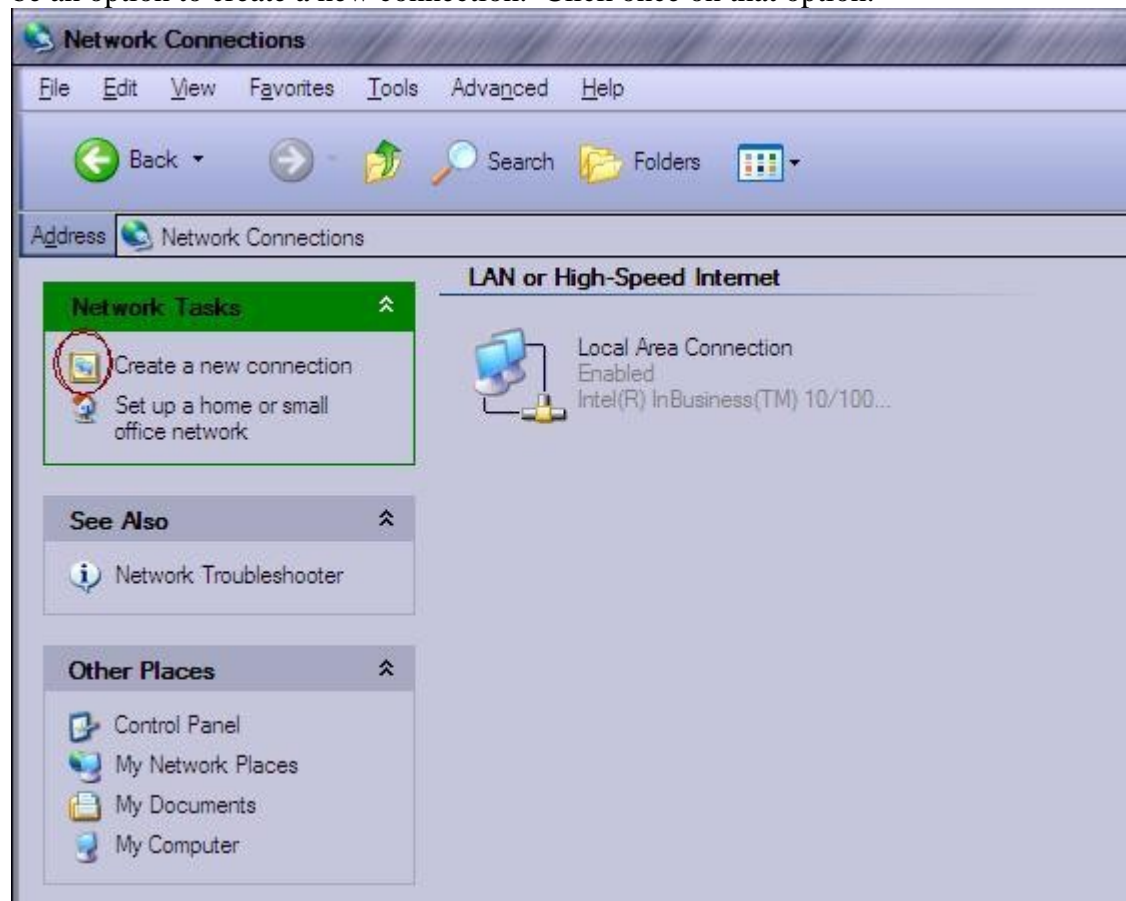 be an option to create a new connection. Click once on that option.
Network Connections
File Edit View Favorites Tools Advanced Help
Back Search Folders
Address Network Connections
Network Tasks
Create a new connection
Set up a home or small
office network
See Also
Network Troubleshooter
Other Places
Control Panel
My Network Places
My Documents
My Computer
LAN or High-Speed Internet
Local Area Connection
Enabled
Intel(R) InBusiness(TM) 10/100...